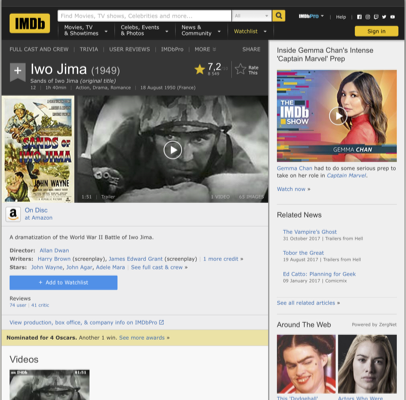 IMDb
Find Movies, TV shows, Celebrities and more...
All
IMDbPro
Help
Movies, TV
& Showtimes
Celebs, Events
& Photos
News &
Community
Watchlist
Sign in
FULL CAST AND CREW | TRIVIA | USER REVIEWS | IMDbPro | MORE
SHARE
Iwo Jima (1949)
Sands of Iwo Jima (original title)
12 | 1h 40min | Action, Drama, Romance | 18 August 1950 (France)
7,2
Rate
This
SANDS OF
IWO JIMA
JOHN WAYNE
1:51 | Trailer
On Disc
at Amazon
A dramatization of the World War II Battle of Iwo Jima.
Director: Allan Dwan
Writers: Harry Brown (screenplay), James Edward Grant (screenplay) | 1 more credit »
Stars: John Wayne, John Agar, Adele Mara | See full cast & crew »
+ Add to Watchlist
Reviews
74 user | 41 critic
View production, box office, & company info on IMDbPro
Nominated for 4 Oscars. Another 1 win. See more awards »
Videos
Inside Gemma Chan's Intense
'Captain Marvel' Prep
THE
IMDb
SHOW
GEMMA CHAN
Gemma Chan had to do some serious prep to
take on her role in Captain Marvel.
Watch now »
Related News
The Vampire's Ghost
31 October 2017 | Trailers from Hell
Tobor the Great
19 August 2017 | Trailers from Hell
Ed Catto: Planning for Geek
09 January 2017 | Comicmix
See all related articles »
Around The Web
Powered by ZergNet
This 'Goodwill'
Actors Who Were